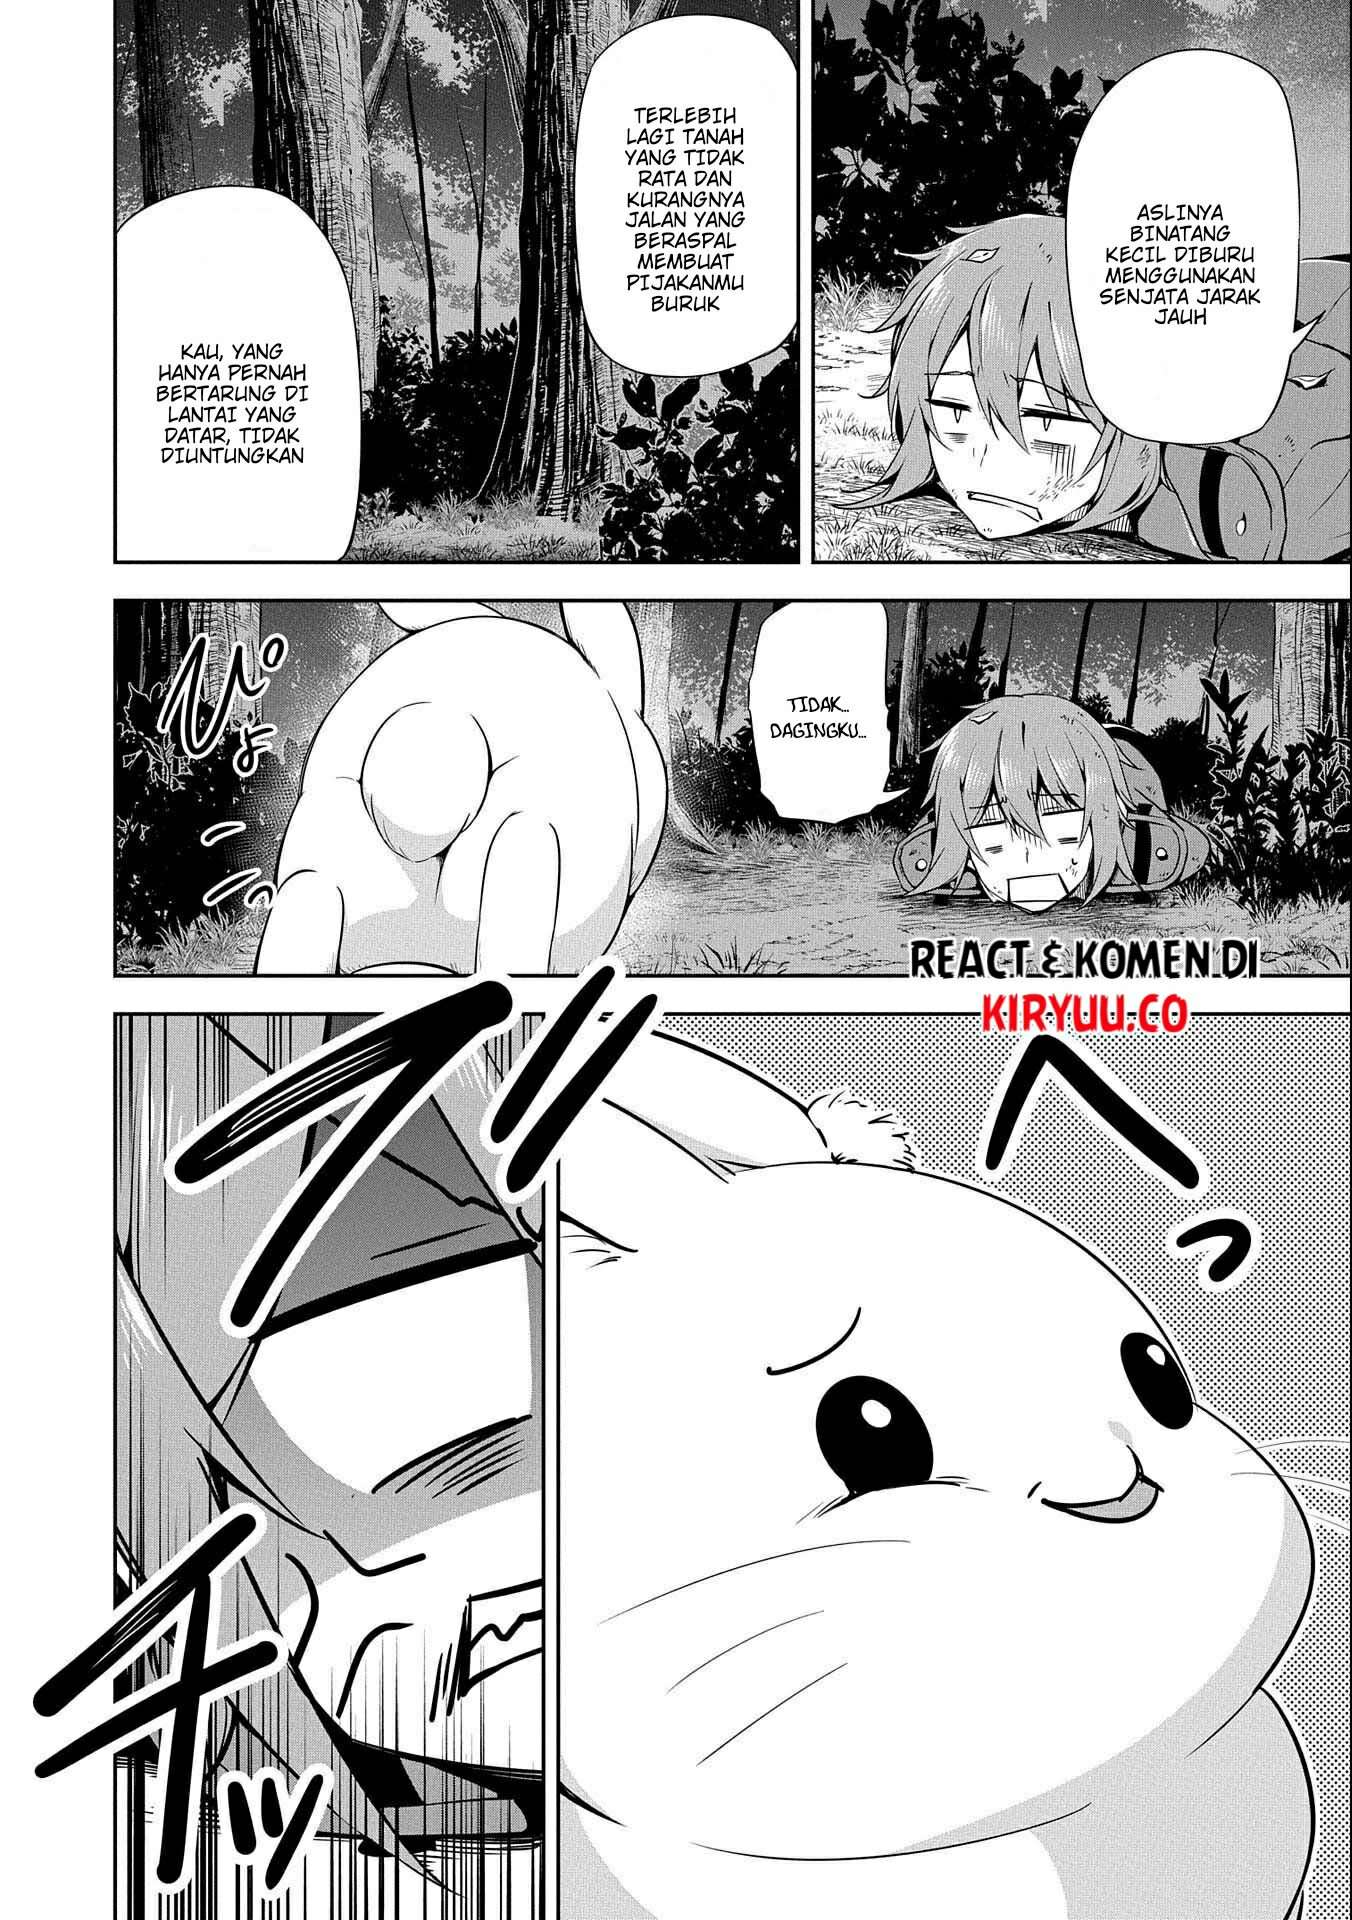 ASLINYA
BINATANG
KECIL DIBURU
MENGGUNAKAN
SENJATA JARAK
JAUH
TERLEBIH
LAGI TANAH
YANG TIDAK
RATA DAN
KURANGNYA
JALAN YANG
BERASPAL
MEMBUAT
PIJAKANMU
BURUK
KAU, YANG
HANYA PERNAH
BERTARUNG DI
LANTAI YANG
DATAR, TIDAK
DIUNTUNGKAN
TIDAK...
DAGINGKU...
ぴょこっ
REACT & KOMEN DI
KIRYUU.CO
へっ
ブチッ